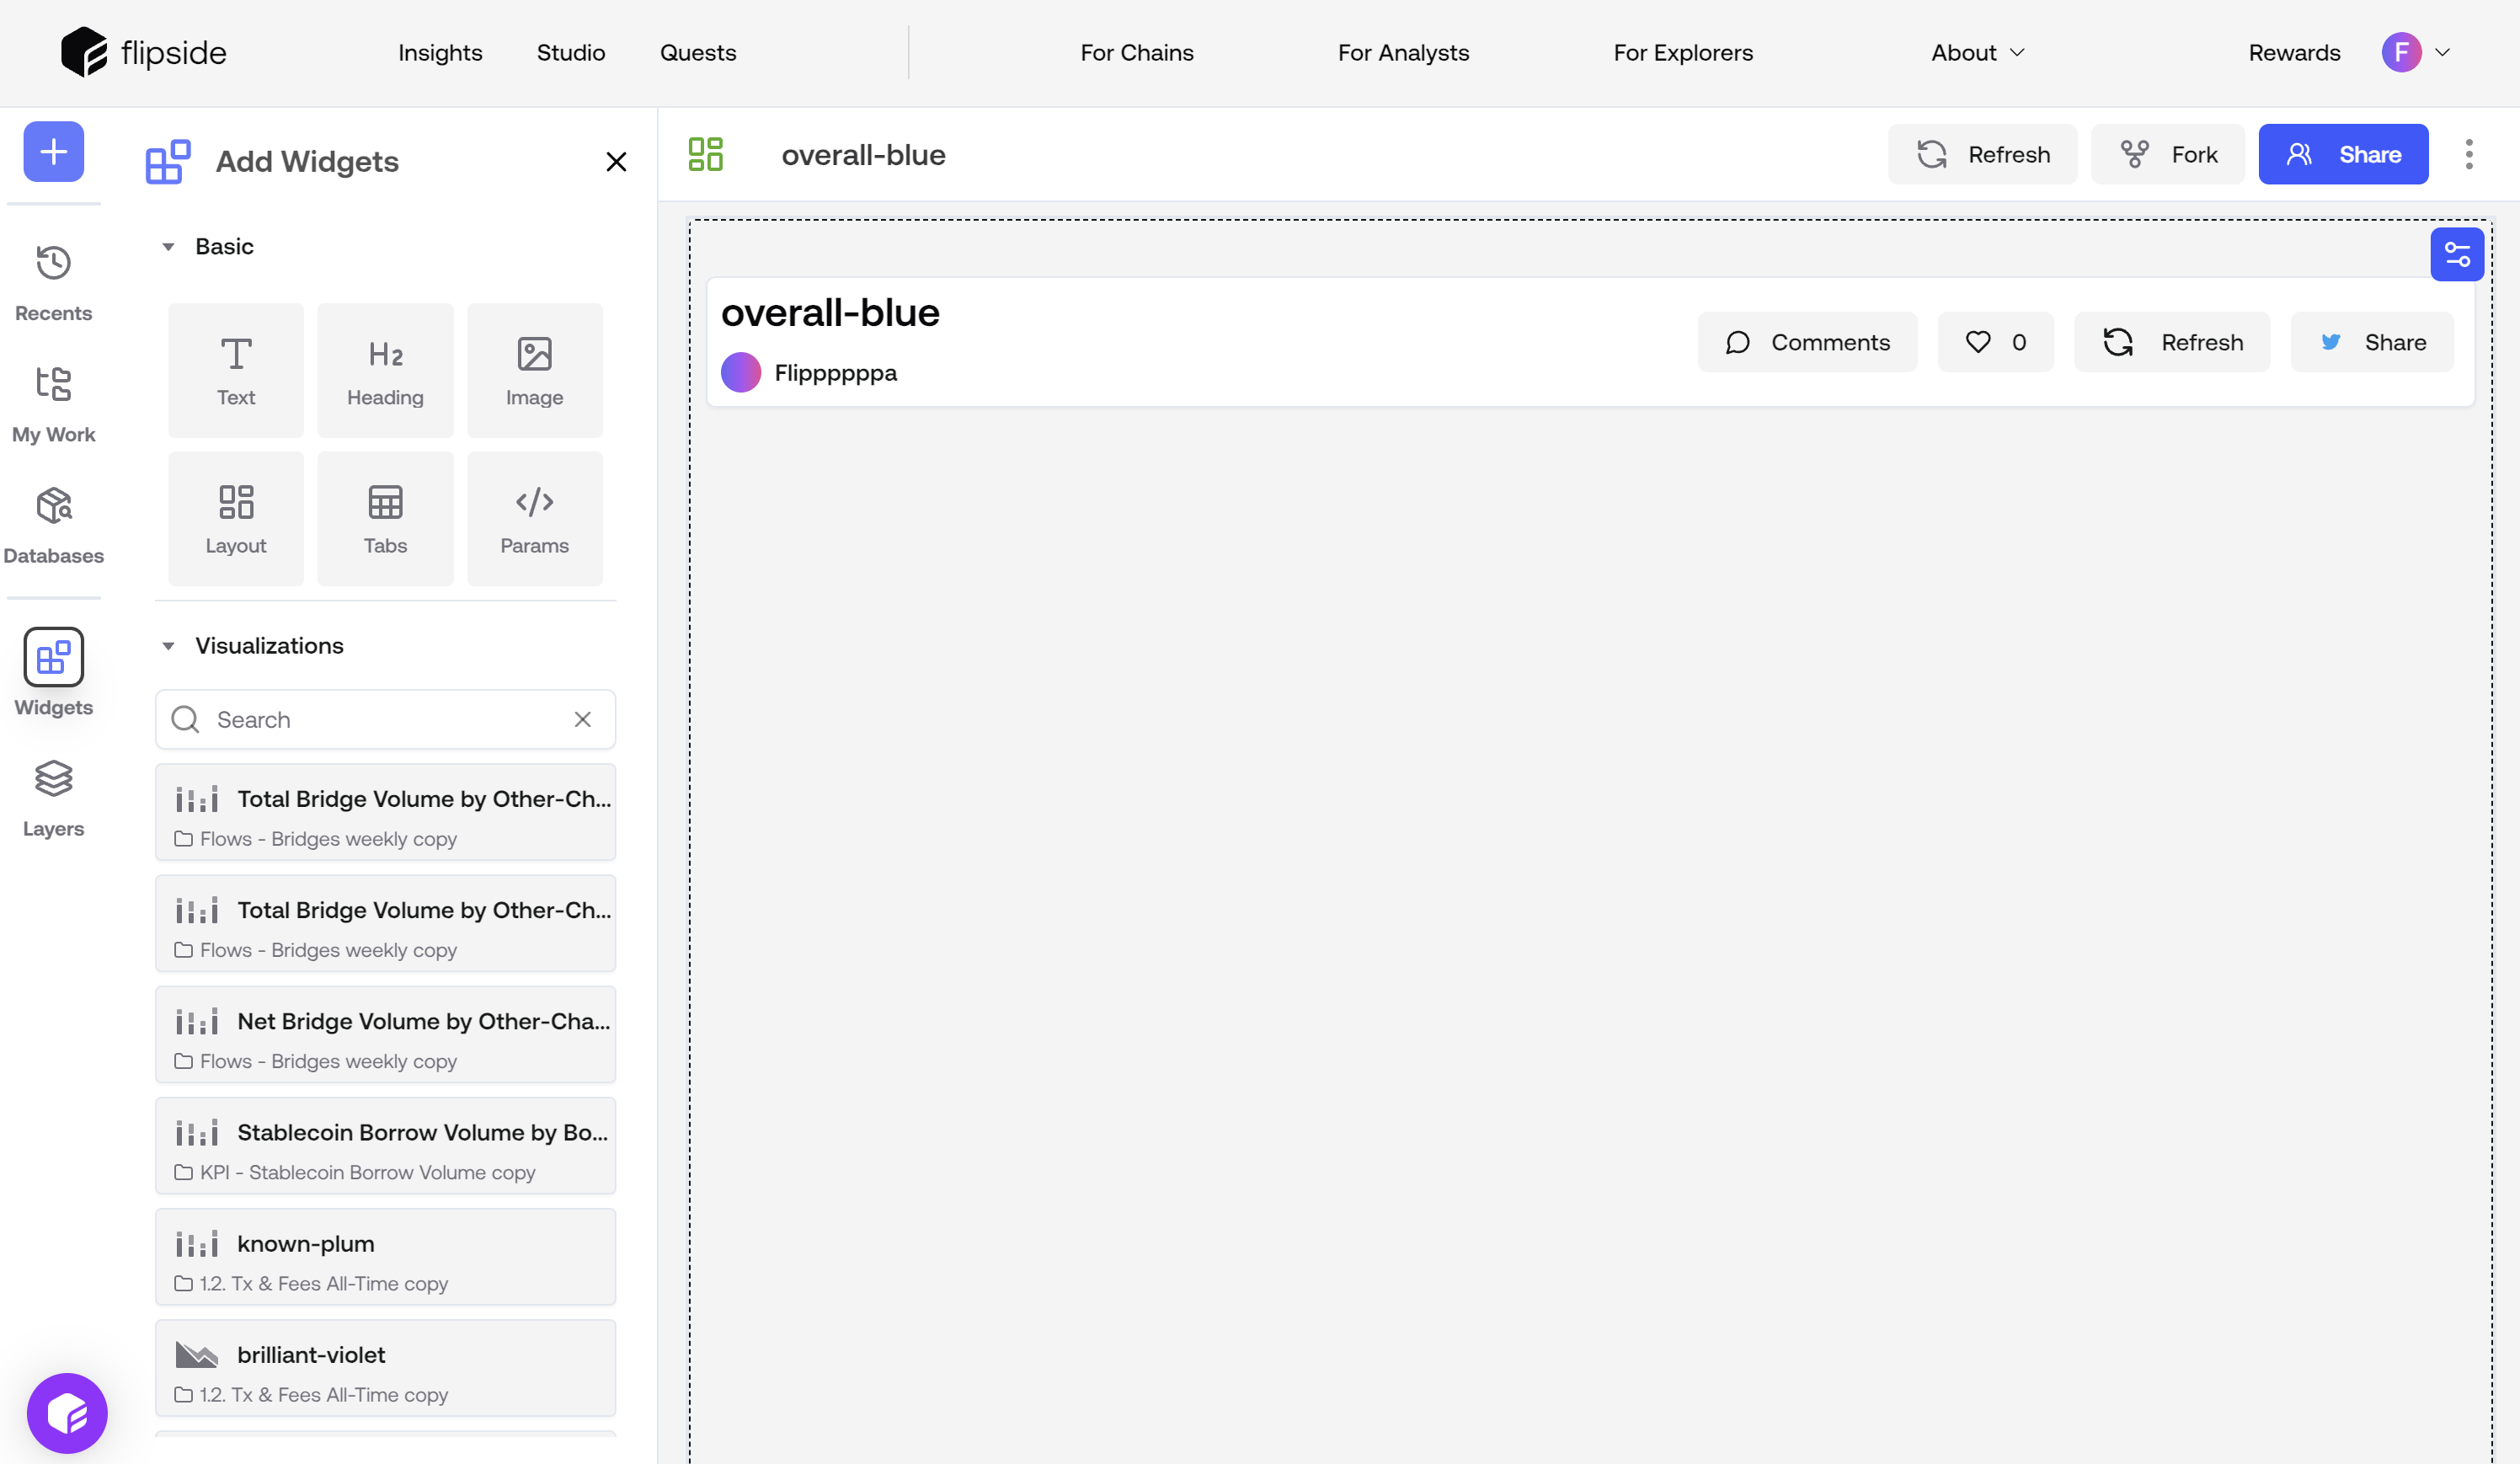 flipside
Insights
Studio
Quests
For Chains
For Analysts
For Explorers
About
Rewards
F
Add Widgets
overall-blue
Refresh
Fork
Share
Recents
My Work
Databases
Widgets
Layers
Basic
Text
H2
Heading
Image
Layout
Tabs
Params
Visualizations
Search
Total Bridge Volume by Other-Ch...
Flows - Bridges weekly copy
Total Bridge Volume by Other-Ch...
Flows - Bridges weekly copy
Net Bridge Volume by Other-Cha...
Flows - Bridges weekly copy
Stablecoin Borrow Volume by Bo...
KPI - Stablecoin Borrow Volume copy
known-plum
1.2. Tx & Fees All-Time copy
brilliant-violet
1.2. Tx & Fees All-Time copy
overall-blue
Flippppppa
Comments
0
Refresh
Share